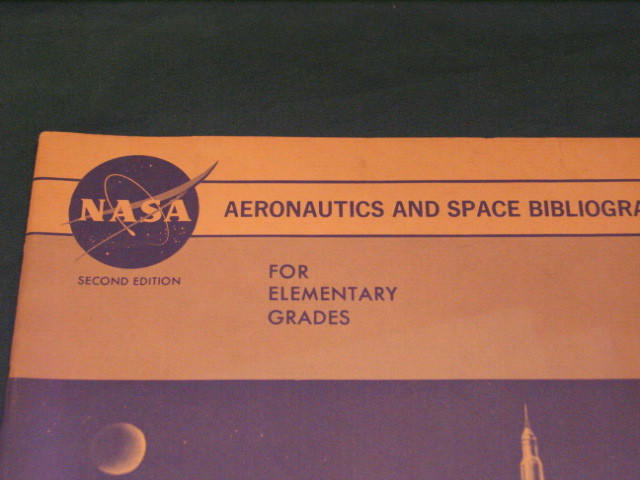 NASA
AERONAUTICS AND SPACE BIBLIOGRA
SECOND EDITION
FOR
ELEMENTARY
GRADES